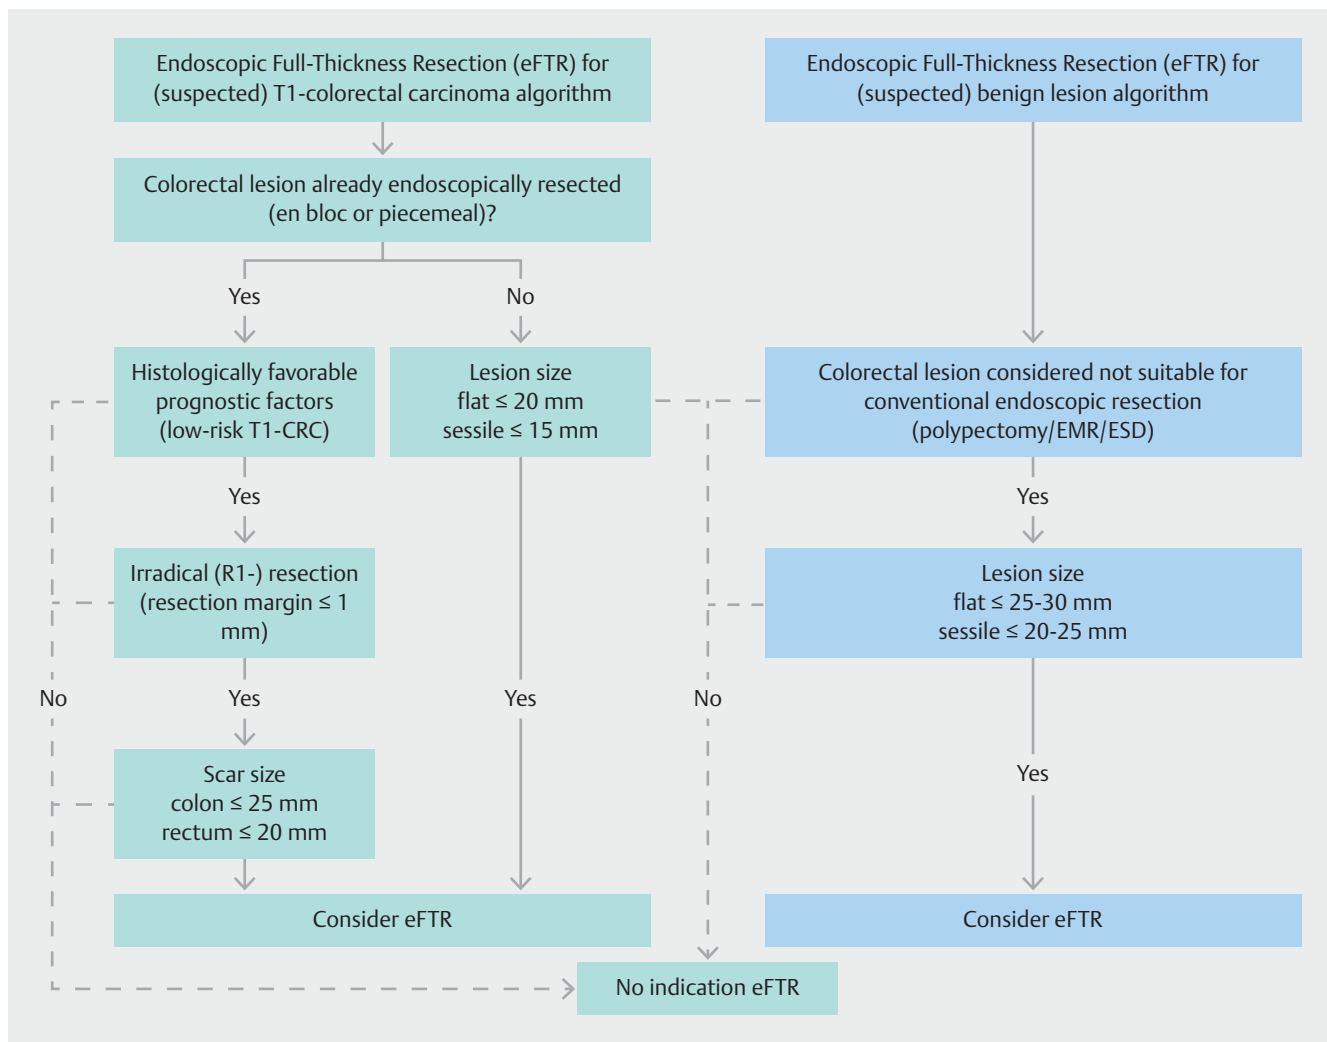 Endoscopic Full-Thickness Resection (eFTR) for
(suspected) T1-colorectal carcinoma algorithm
Endoscopic Full-Thickness Resection (eFTR) for
(suspected) benign lesion algorithm
Colorectal lesion already endoscopically resected
(en bloc or piecemeal)?
Yes
No
Histologically favorable
prognostic factors
(low-risk T1-CRC)
Lesion size
flat ≤ 20 mm
sessile ≤ 15 mm
Colorectal lesion considered not suitable for
conventional endoscopic resection
(polypectomy/EMR/ESD)
Yes
Yes
Irradical (R1-) resection
(resection margin ≤ 1
mm)
Lesion size
flat ≤ 25-30 mm
sessile ≤ 20-25 mm
No
Yes
Yes
No
Scar size
colon ≤ 25 mm
rectum ≤ 20 mm
Yes
Consider eFTR
Consider eFTR
No indication eFTR